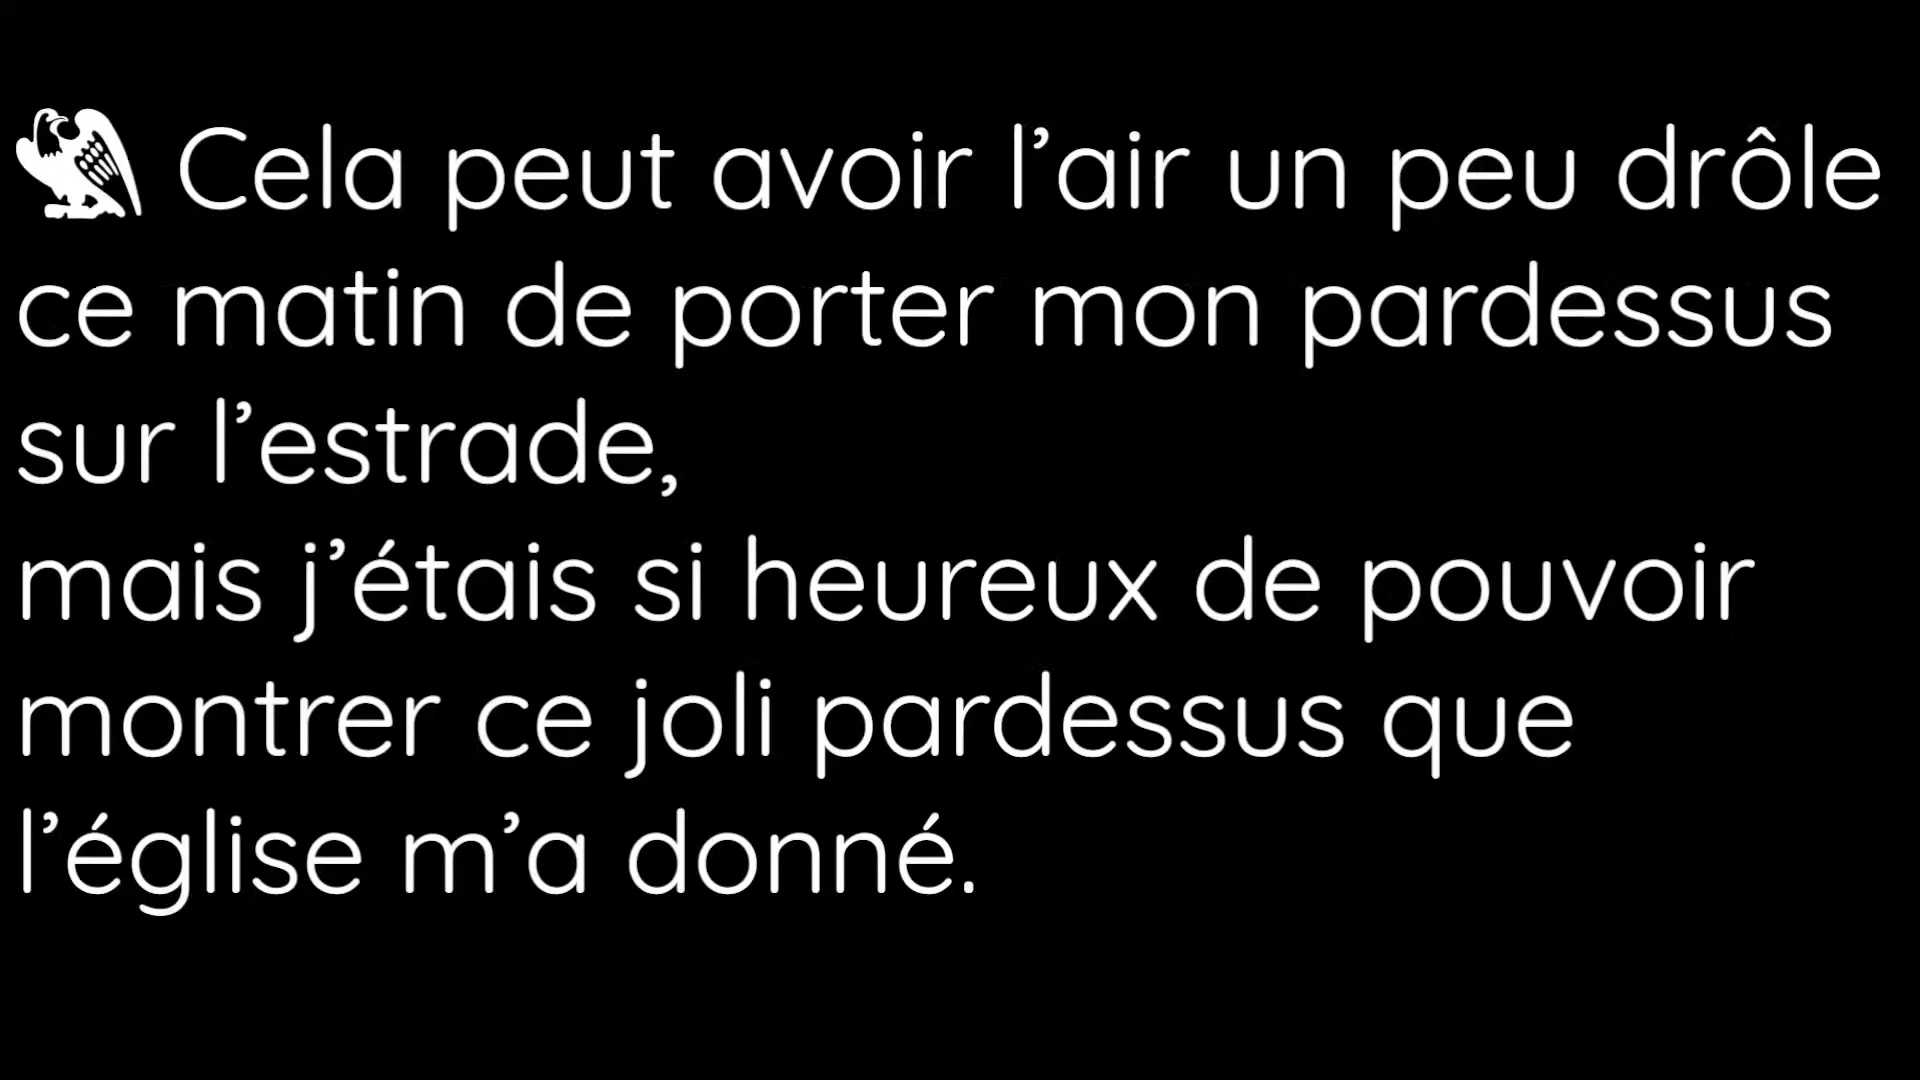 Cela peut avoir l’air un peu drôle
ce matin de porter mon pardessus
sur l’estrade,
mais j’étais si heureux de pouvoir
montrer ce joli pardessus que
l’église m’a donné.